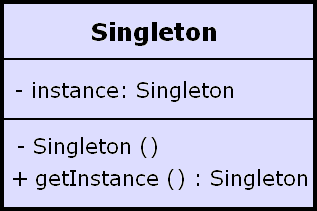 Singleton
- instance: Singleton
- Singleton ()
+ getInstance () : Singleton